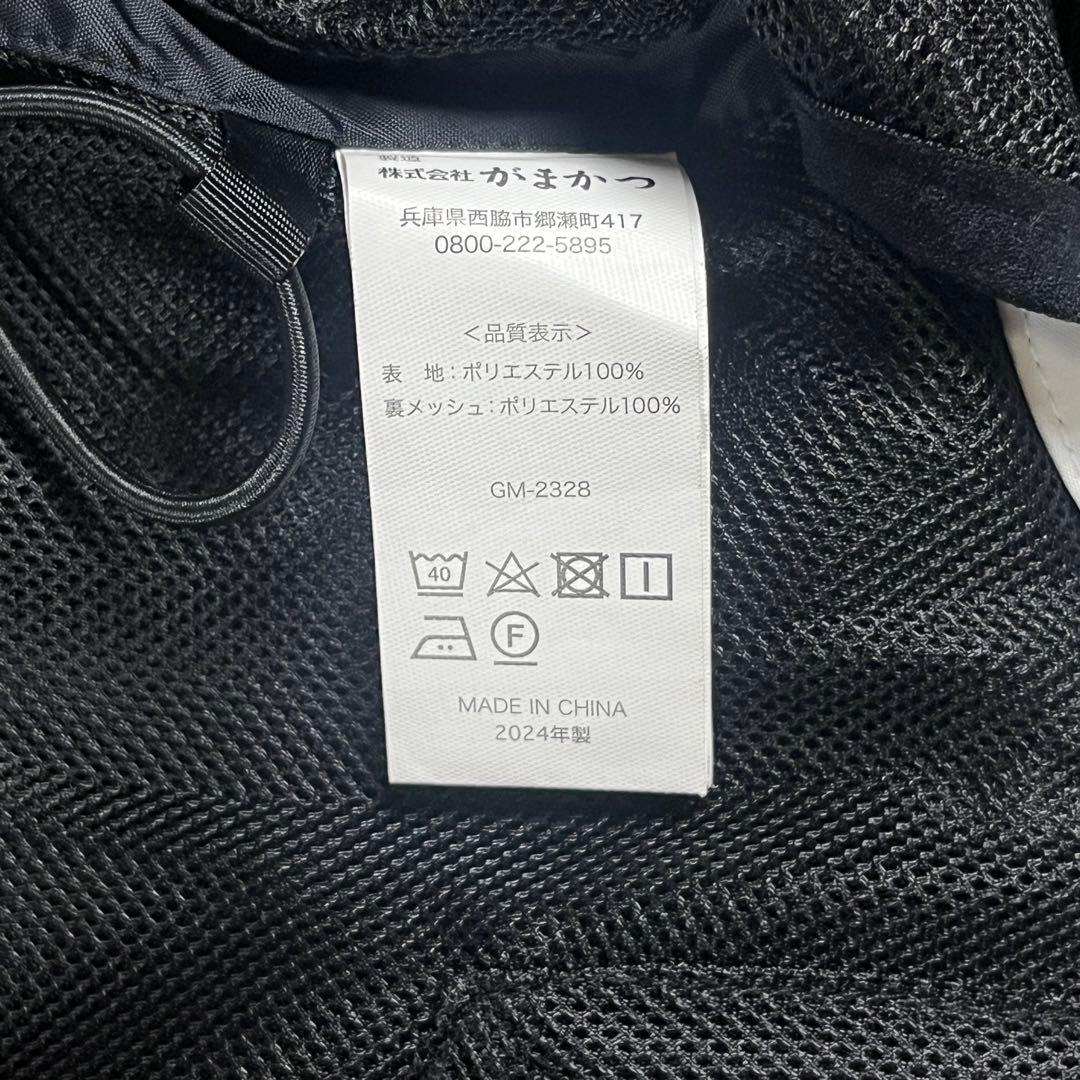 製造
株式会社 がまかつ
兵庫県西脇市郷瀬町417
0800-222-5895
<品質表示>
表 地:ポリエステル100%
裏メッシュ:ポリエステル100%
GM-2328
40
F
MADE IN CHINA
2024年製